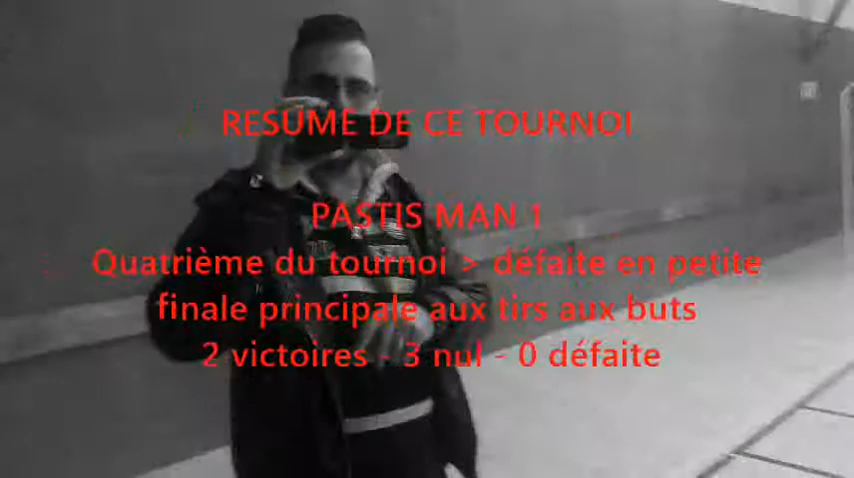 RESUME DE CE TOURNOI
PASTIS MAN 1
Quatrième du tournoi > défaite en petite
finale principale aux tirs aux buts
2 victoires - 3 nul - 0 défaite